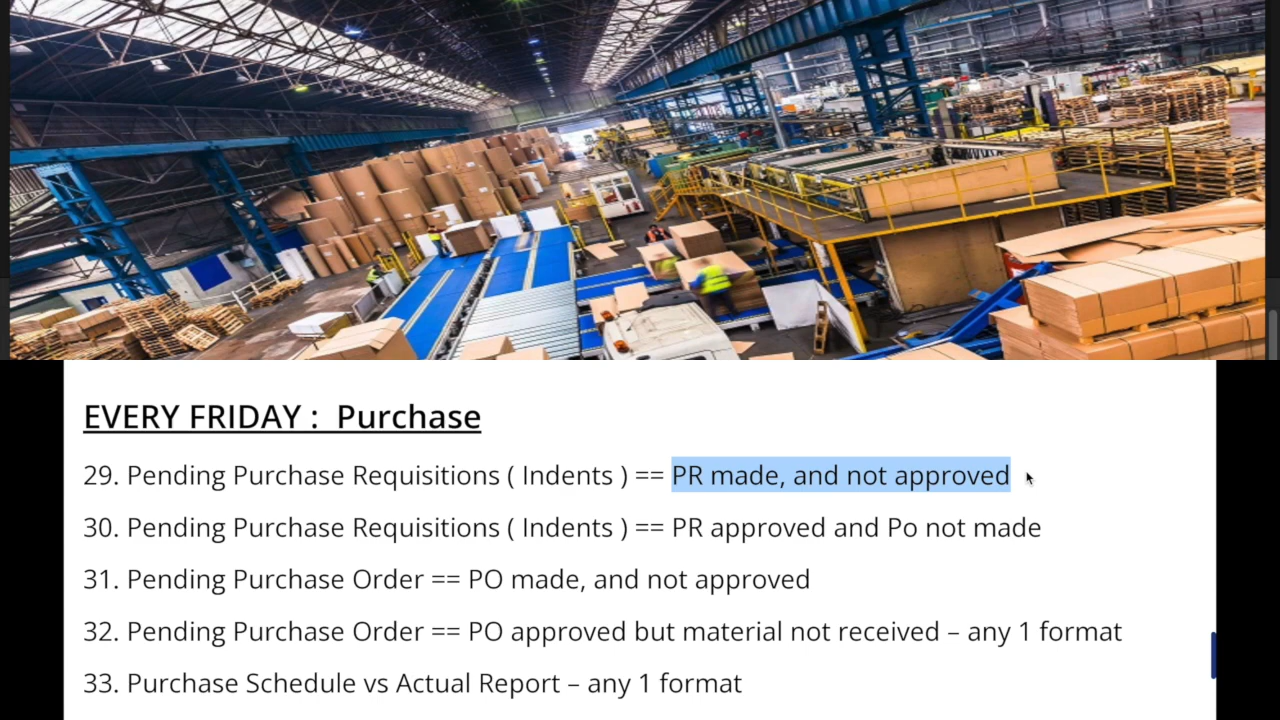 EVERY FRIDAY :  Purchase
29. Pending Purchase Requisitions ( Indents ) == PR made, and not approved
30. Pending Purchase Requisitions ( Indents ) == PR approved and Po not made
31. Pending Purchase Order == PO made, and not approved
32. Pending Purchase Order == PO approved but material not received – any 1 format
33. Purchase Schedule vs Actual Report – any 1 format